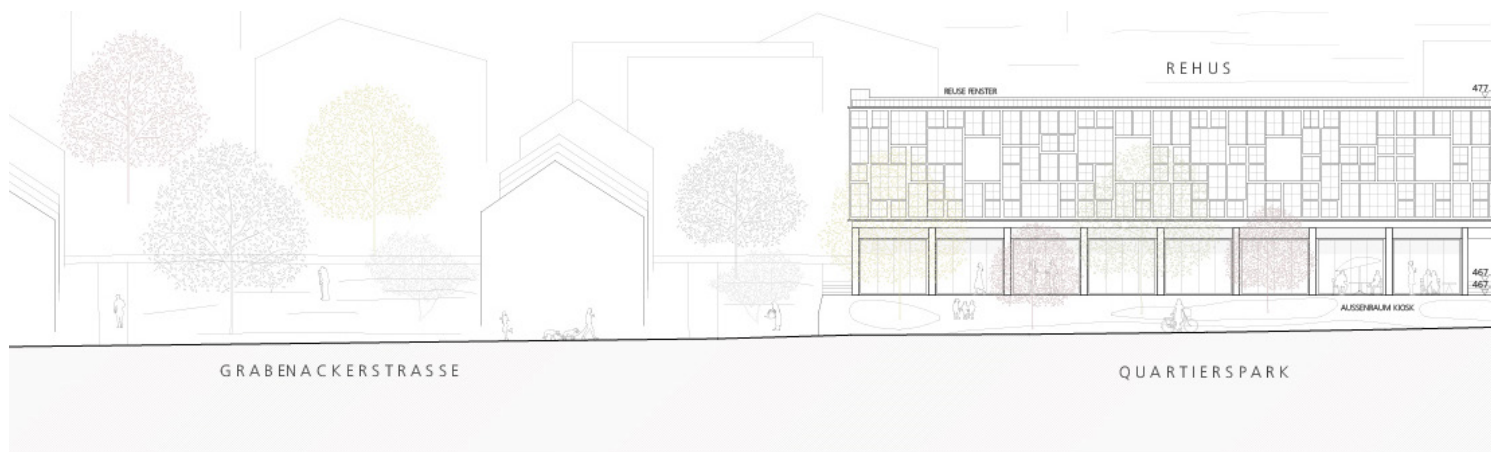 REHUS
REUSE FENSTER
477
467
467
AUSSENRAUM KIOSK
GRABENACKERSTRASSE
QUARTIERSPARK